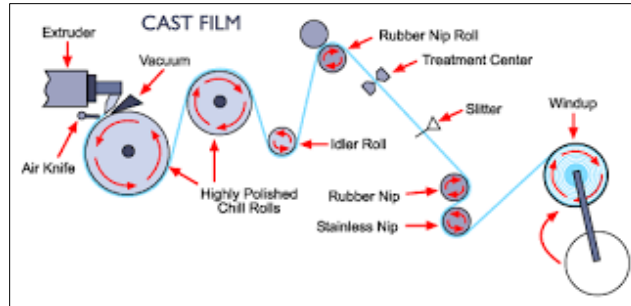 CAST FILM
Extruder
Vacuum
Air Knife
Highly Polished
Chill Rolls
Idler Roll
Rubber Nip Roll
Treatment Center
Slitter
Rubber Nip
Stainless Nip
Windup